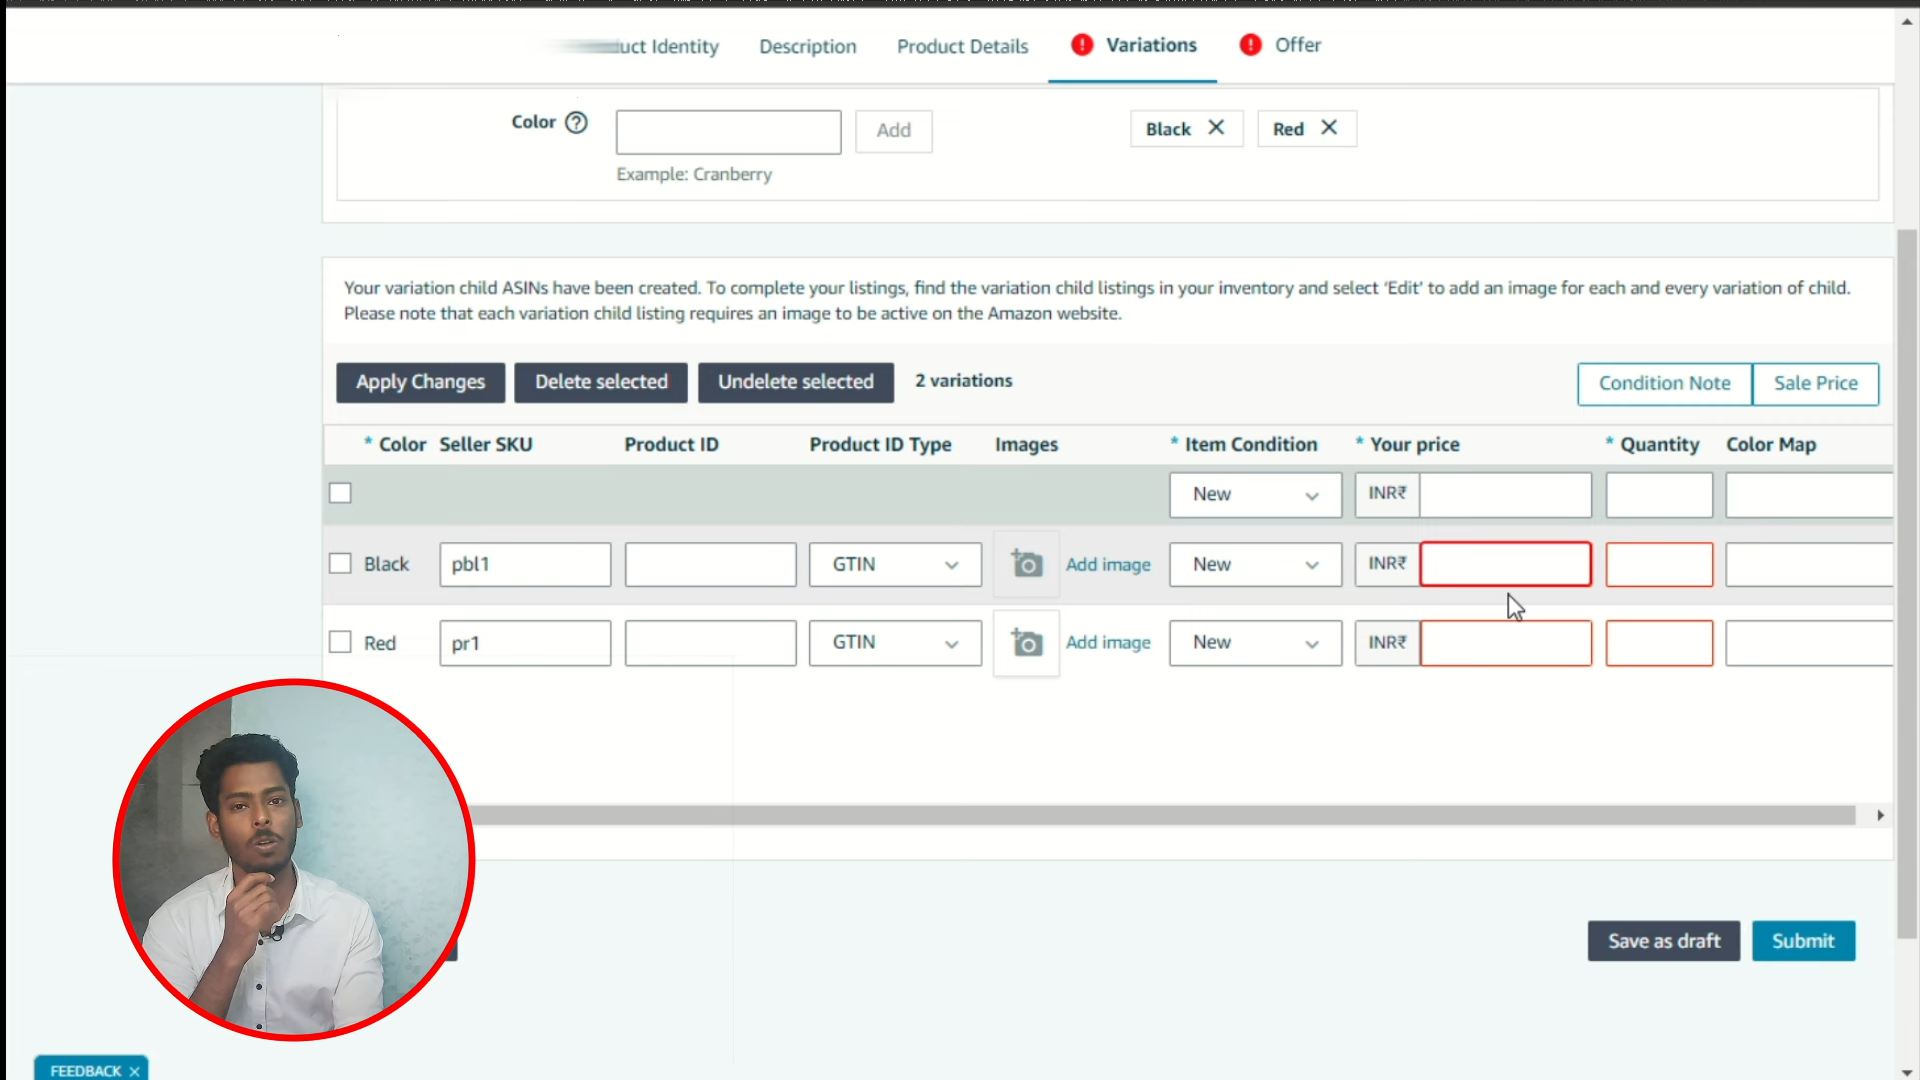 uct Identity Description Product Details Variations Offer
Color Add Black Red
Example: Cranberry
Your variation child ASINs have been created. To complete your listings, find the variation child listings in your inventory and select ‘Edit’ to add an image for each and every variation of child.
Please note that each variation child listing requires an image to be active on the Amazon website.
Apply Changes Delete selected Undelete selected 2 variations Condition Note Sale Price
* Color Seller SKU Product ID Product ID Type Images * Item Condition * Your price * Quantity Color Map
New INR₹
Black pbl1 GTIN Add image New INR₹
Red pr1 GTIN Add image New INR₹
Save as draft Submit
FEEDBACK